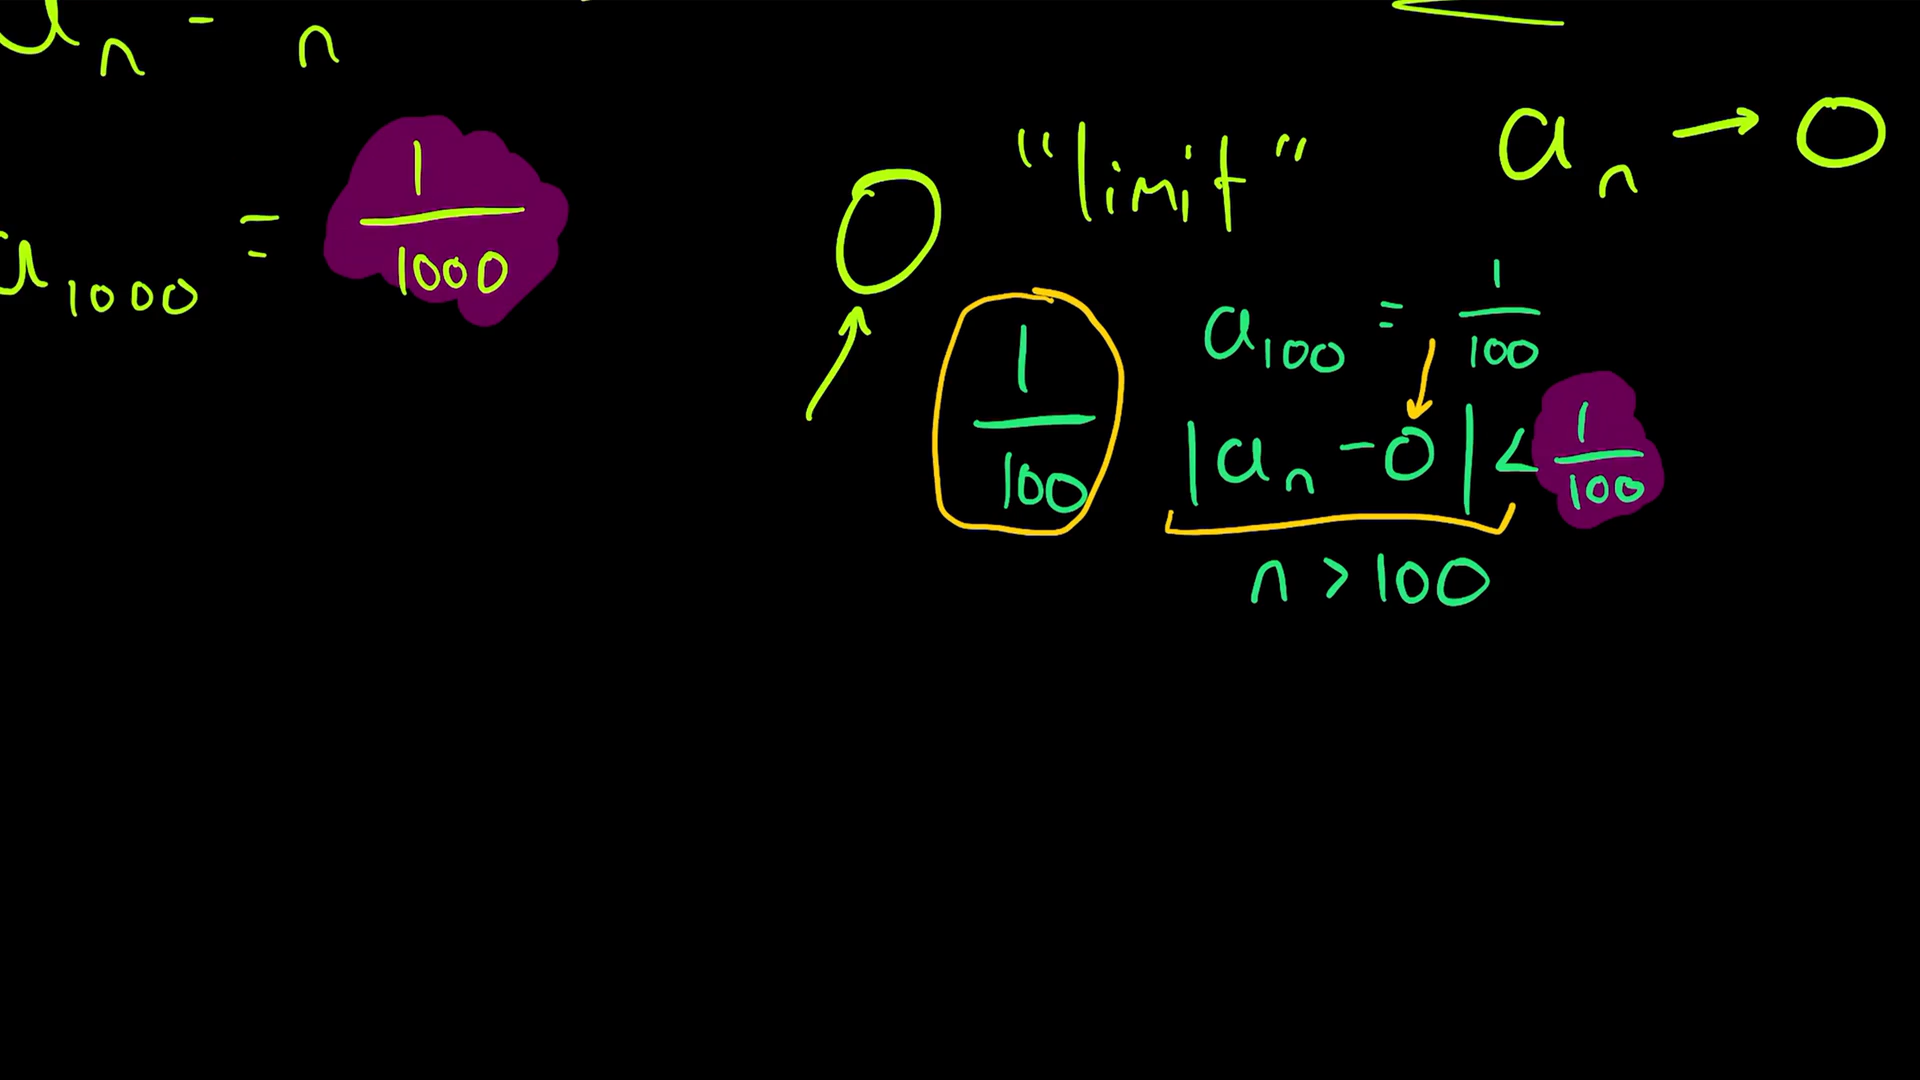 aₙ - n
a₁₀₀₀ = 1/1000
0 "limit" aₙ → 0
1/100
a₁₀₀ = 1/100
|aₙ - 0| < 1/100
n > 100